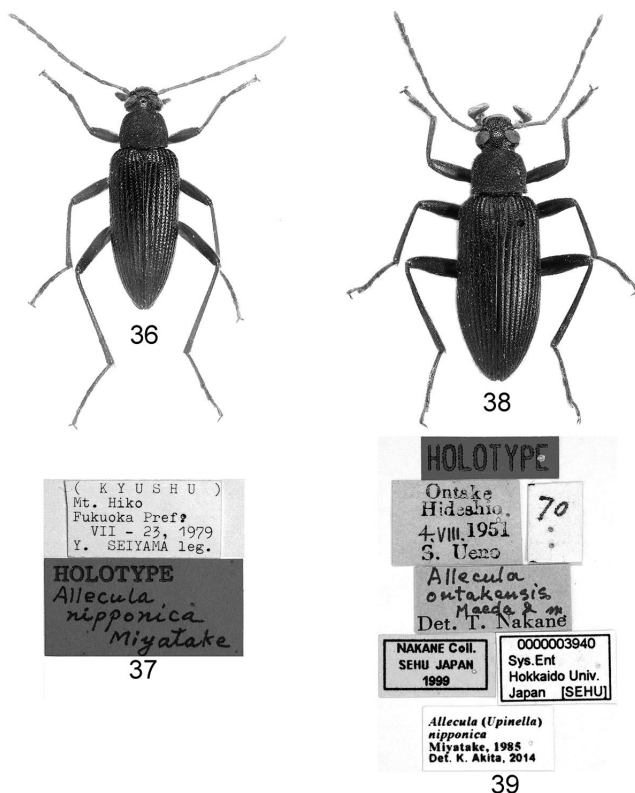 36
38
( K Y U S H U )
Mt. Hiko
Fukuoka Pref.
VII - 23, 1979
Y. SEIYAMA leg.
HOLOTYPE
Allecula
nipponica
Miyatake
37
HOLOTYPE
Ontake
Hideshio
4.VIII.1951
S. Ueno
70
Allecula
ontakensis
Maeda & m
Det. T. Nakane
NAKANE Coll.
SEHU JAPAN
1999
0000003940
Sys.Ent
Hokkaido Univ.
Japan [SEHU]
Allecula (Upinella)
nipponica
Miyatake, 1985
Det. K. Akita, 2014
39